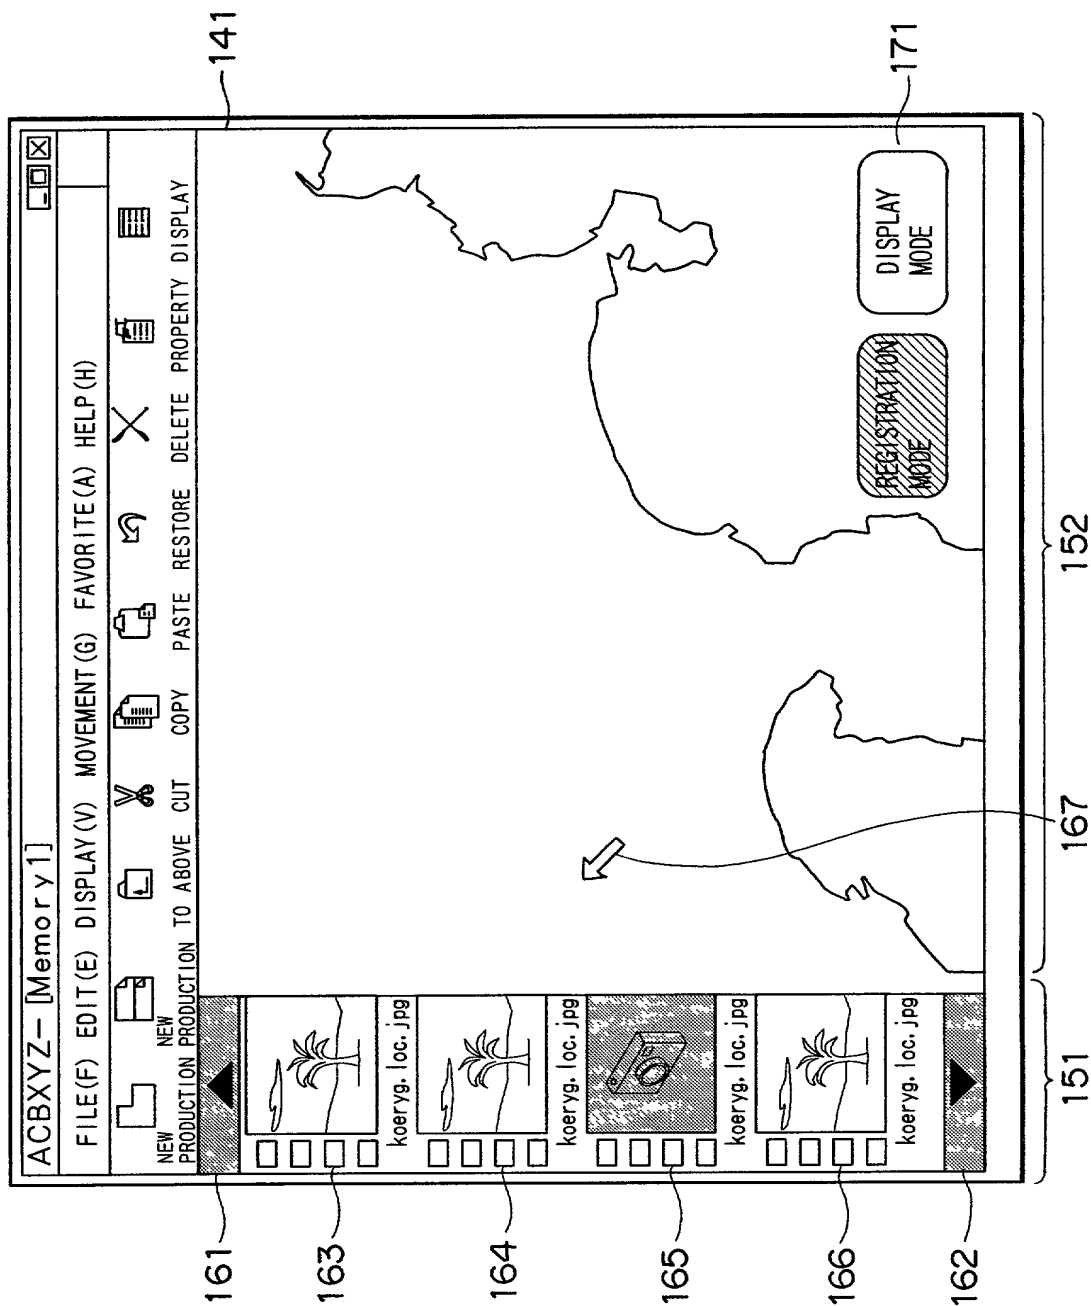 ACBXYZ-[Memory1]
FILE(F) EDIT(E) DISPLAY(V) MOVEMENT(G) FAVORITE(A) HELP(H)
NEW NEW
PRODUCTION PRODUCTION TO ABOVE CUT COPY PASTE RESTORE DELETE PROPERTY DISPLAY
141
161
163
koeryg.loc.jpg
164
koeryg.loc.jpg
165
koeryg.loc.jpg
166
koeryg.loc.jpg
162
REGISTRATION
MODE
DISPLAY
MODE
171
151
167
152